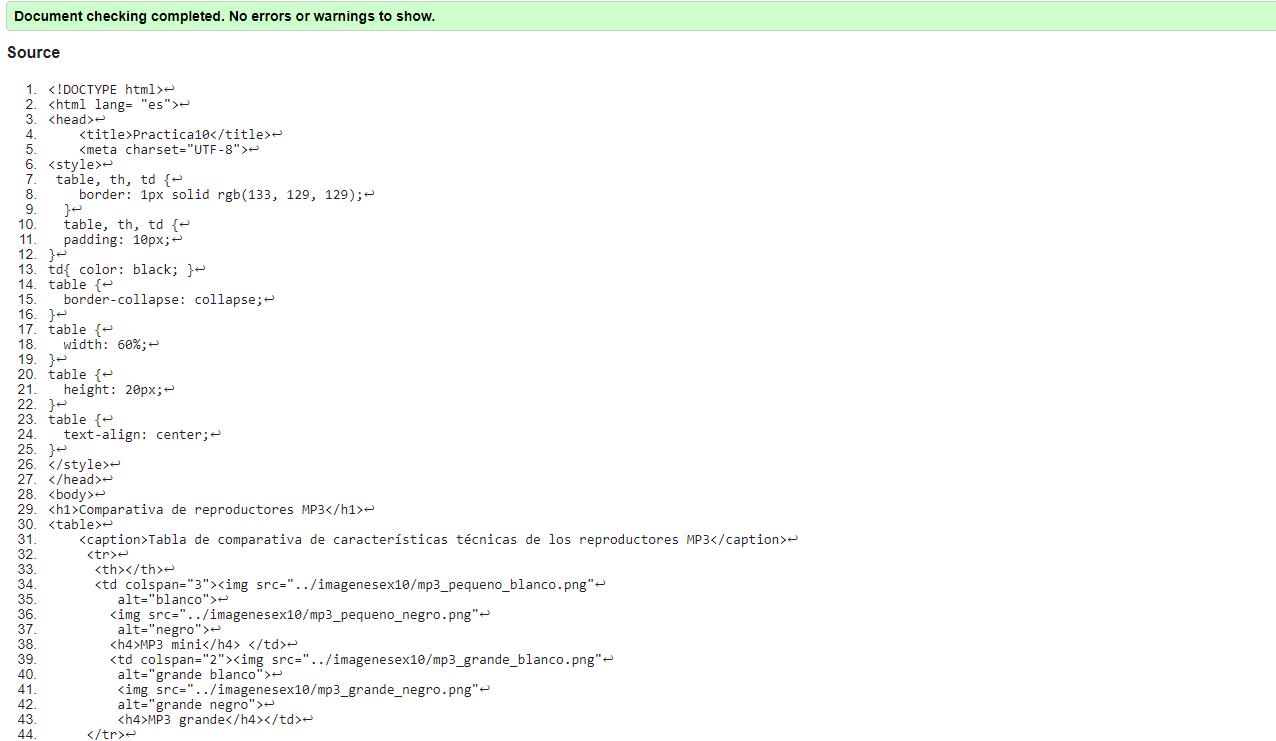 Document checking completed. No errors or warnings to show.
Source
1. <!DOCTYPE html>↩
2. <html lang= "es">↩
3. <head>↩
4.     <title>Practica10</title>↩
5.     <meta charset="UTF-8">↩
6. <style>↩
7.  table, th, td {↩
8.     border: 1px solid rgb(133, 129, 129);↩
9.   }↩
10.   table, th, td {↩
11.   padding: 10px;↩
12. }↩
13. td{ color: black; }↩
14. table {↩
15.   border-collapse: collapse;↩
16. }↩
17. table {↩
18.   width: 60%;↩
19. }↩
20. table {↩
21.   height: 20px;↩
22. }↩
23. table {↩
24.   text-align: center;↩
25. }↩
26. </style>↩
27. </head>↩
28. <body>↩
29. <h1>Comparativa de reproductores MP3</h1>↩
30. <table>↩
31.     <caption>Tabla de comparativa de características técnicas de los reproductores MP3</caption>↩
32.      <tr>↩
33.       <th></th>↩
34.       <td colspan="3"><img src="../imagenesex10/mp3_pequeno_blanco.png"↩
35.          alt="blanco">↩
36.         <img src="../imagenesex10/mp3_pequeno_negro.png"↩
37.          alt="negro">↩
38.         <h4>MP3 mini</h4> </td>↩
39.         <td colspan="2"><img src="../imagenesex10/mp3_grande_blanco.png"↩
40.          alt="grande blanco">↩
41.          <img src="../imagenesex10/mp3_grande_negro.png"↩
42.          alt="grande negro">↩
43.          <h4>MP3 grande</h4></td>↩
44.      </tr>↩